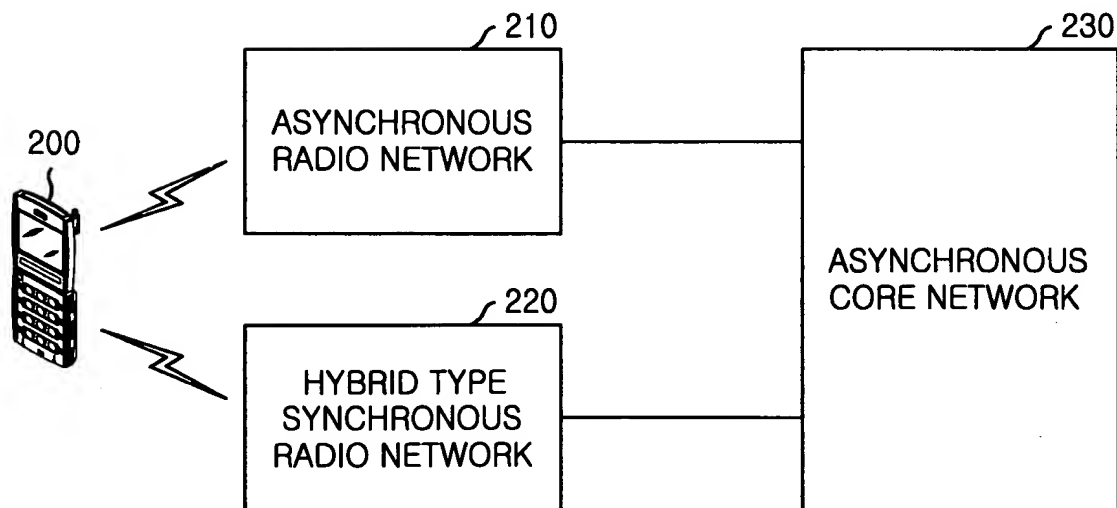 210
230
ASYNCHRONOUS
RADIO NETWORK
200
ASYNCHRONOUS
CORE NETWORK
220
HYBRID TYPE
SYNCHRONOUS
RADIO NETWORK